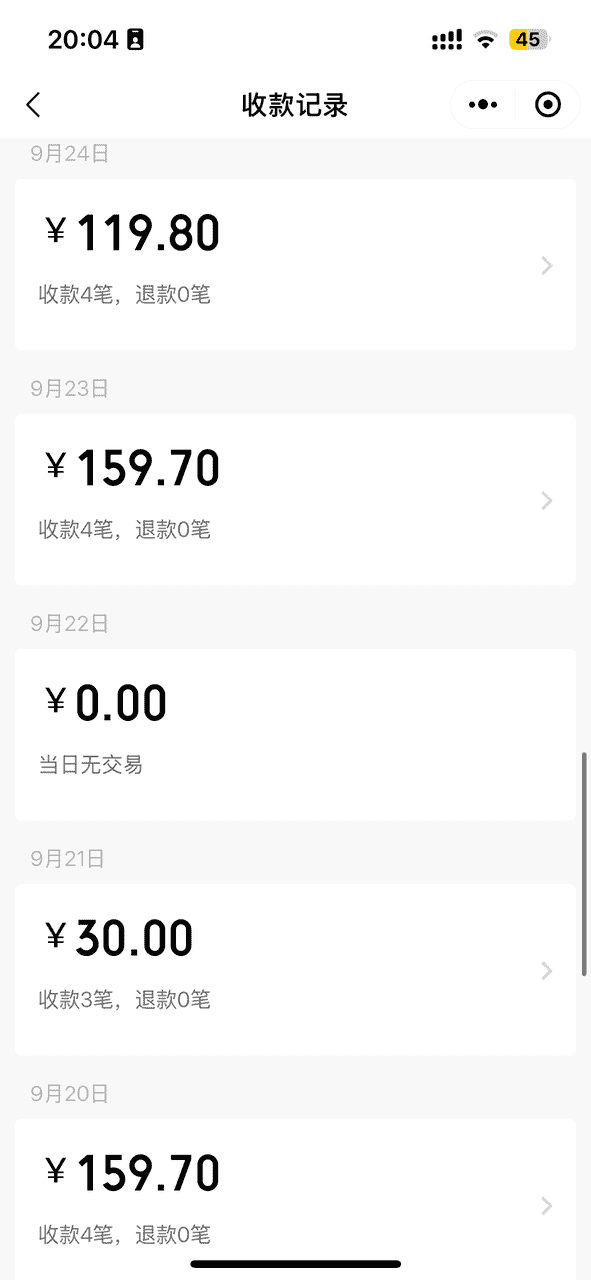 20:04
45
收款记录
9月24日
￥119.80
收款4笔，退款0笔
9月23日
￥159.70
收款4笔，退款0笔
9月22日
￥0.00
当日无交易
9月21日
￥30.00
收款3笔，退款0笔
9月20日
￥159.70
收款4笔，退款0笔